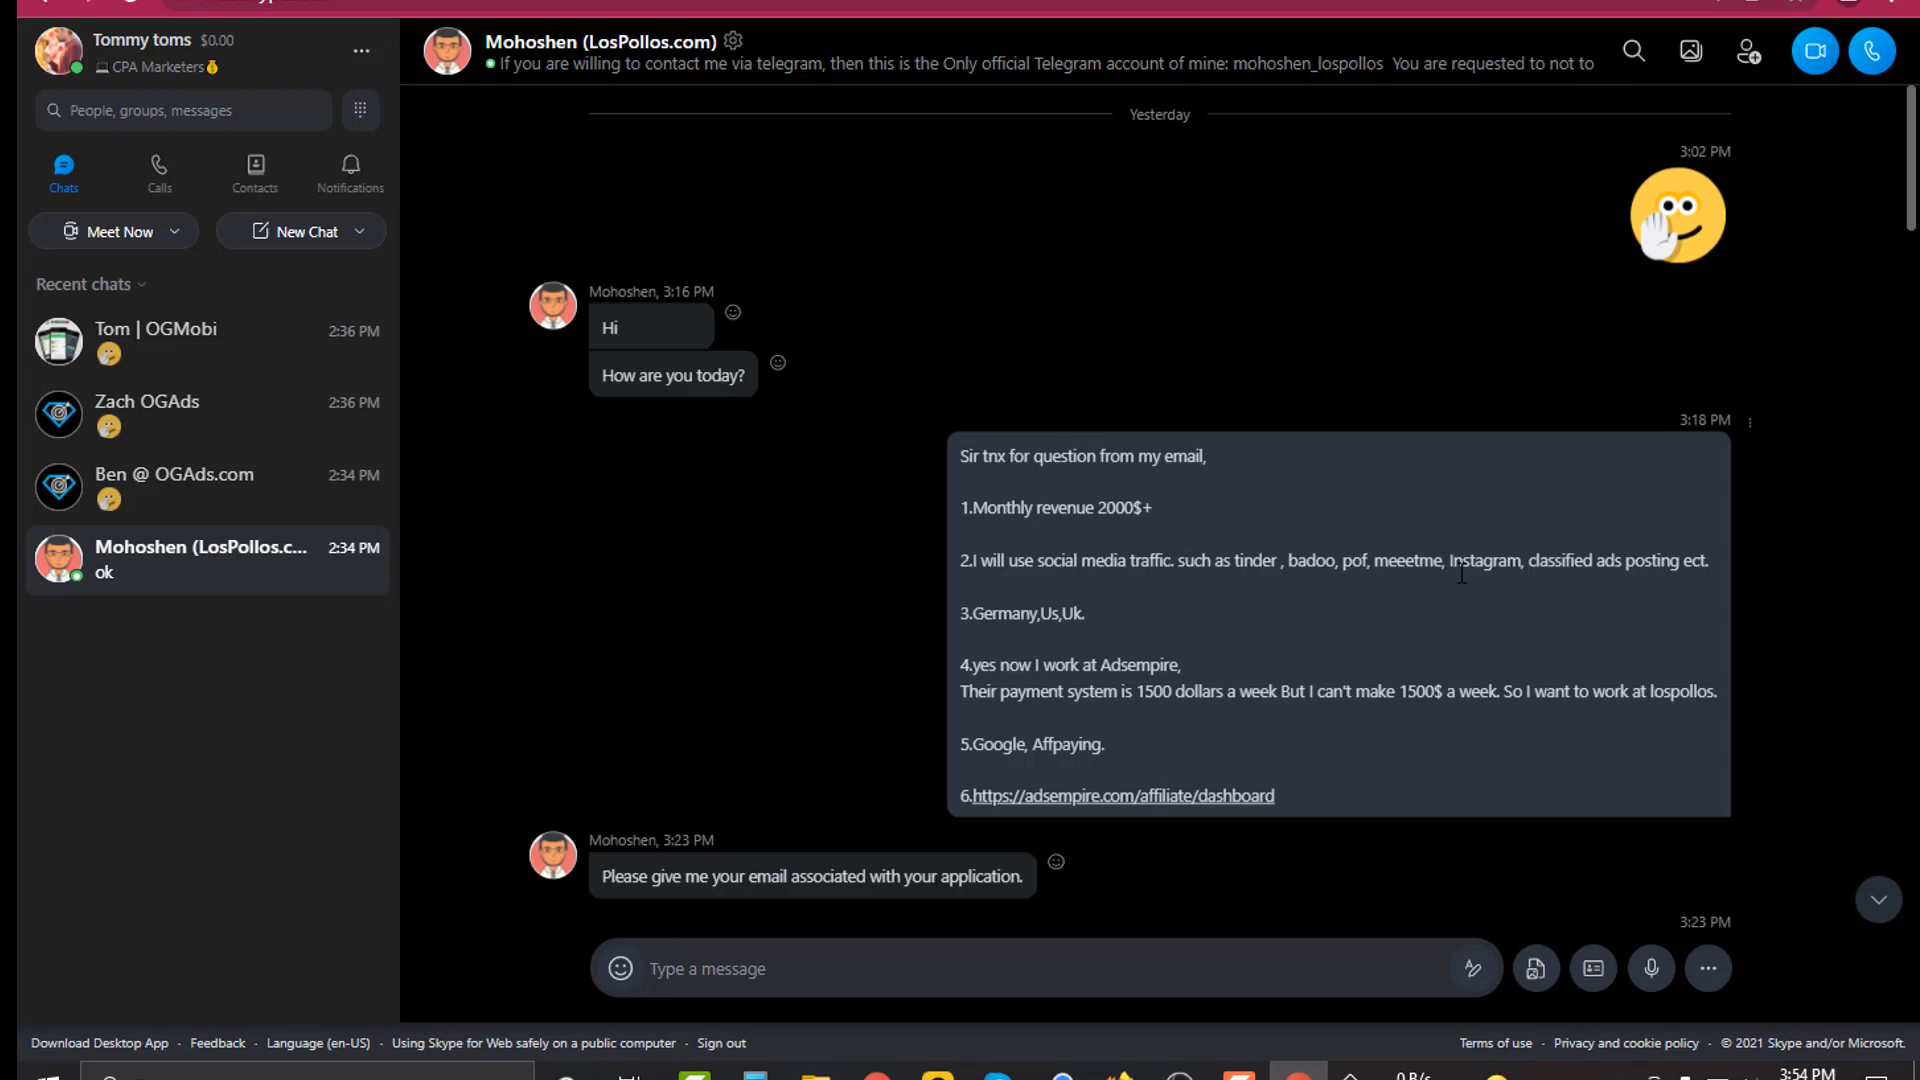 Tommy toms $0.00
CPA Marketers
People, groups, messages
Chats
Calls
Contacts
Notifications
Meet Now
New Chat
Recent chats
Tom | OGMobi 2:36 PM
Zach OGAds 2:36 PM
Ben @ OGAds.com 2:34 PM
Mohoshen (LosPollos.c... 2:34 PM
ok
Mohoshen (LosPollos.com)
If you are willing to contact me via telegram, then this is the Only official Telegram account of mine: mohoshen_lospollos You are requested to not to
Yesterday
3:02 PM
Mohoshen, 3:16 PM
Hi
How are you today?
3:18 PM
Sir tnx for question from my email,
1.Monthly revenue 2000$+
2.I will use social media traffic. such as tinder , badoo, pof, meeetme, Instagram, classified ads posting ect.
3.Germany,Us,Uk.
4.yes now I work at Adsempire,
Their payment system is 1500 dollars a week But I can't make 1500$ a week. So I want to work at lospollos.
5.Google, Affpaying.
6.https://adsempire.com/affiliate/dashboard
Mohoshen, 3:23 PM
Please give me your email associated with your application.
3:23 PM
Type a message
Download Desktop App · Feedback · Language (en-US) · Using Skype for Web safely on a public computer · Sign out
Terms of use · Privacy and cookie policy · © 2021 Skype and/or Microsoft.
0 B/s
3:54 PM